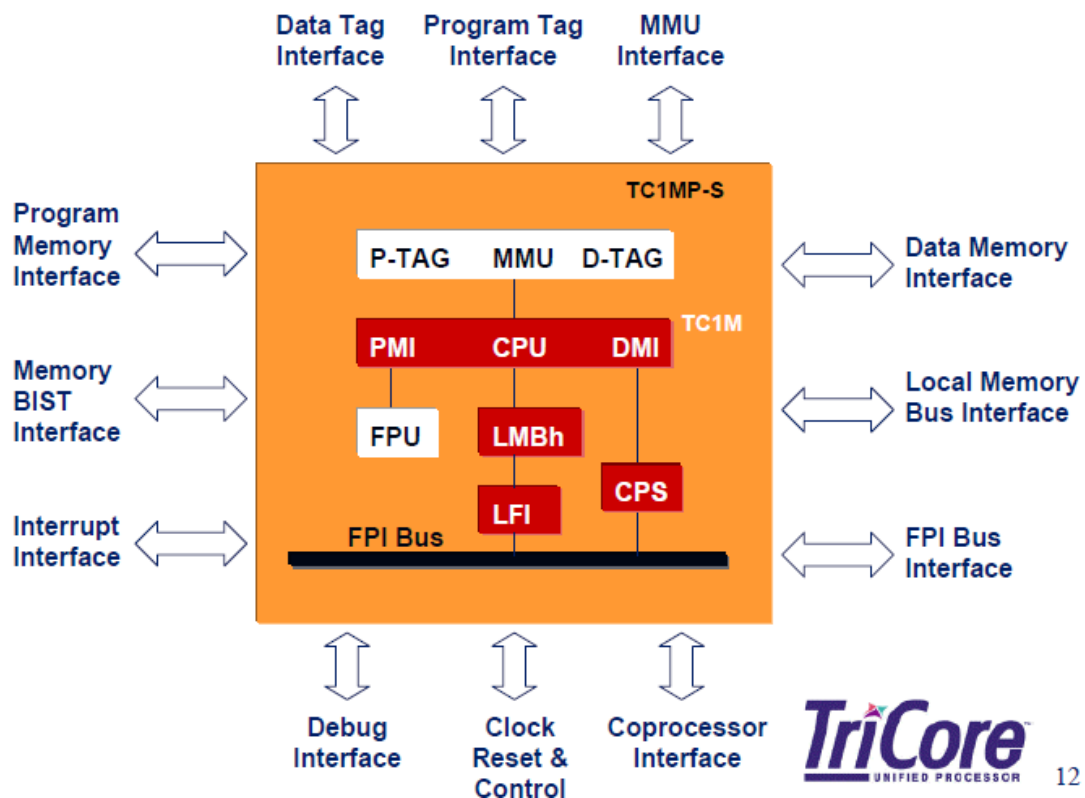 Data Tag
Interface
Program Tag
Interface
MMU
Interface
TC1MP-S
Program
Memory
Interface
P-TAG MMU D-TAG
Data Memory
Interface
TC1M
PMI CPU DMI
Memory
BIST
Interface
Local Memory
Bus Interface
FPU
LMBh
CPS
LFI
Interrupt
Interface
FPI Bus
FPI Bus
Interface
Debug
Interface
Clock
Reset &
Control
Coprocessor
Interface
TriCore™
UNIFIED PROCESSOR
12